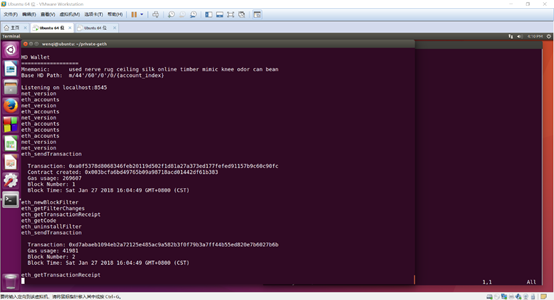 Ubuntu 64 位 - VMware Workstation
文件(F) 编辑(E) 查看(V) 虚拟机(M) 选项卡(T) 帮助(H)
主页 Ubuntu 64 位 Ubuntu 64 位
Terminal
wenqi@ubuntu: ~/private-geth
HD Wallet
==================
Mnemonic: used nerve rug ceiling silk online timber mimic knee odor can bean
Base HD Path: m/44'/60'/0'/0/{account_index}
Listening on localhost:8545
net_version
eth_accounts
net_version
eth_accounts
net_version
net_version
eth_accounts
eth_accounts
net_version
net_version
eth_sendTransaction
Transaction:
Contract created:
Gas usage: 269607
Block Number: 1
Block Time: Sat Jan 27 2018 16:04:49 GMT+0800 (CST)
eth_newBlockFilter
eth_getFilterChanges
eth_getTransactionReceipt
eth_getCode
eth_uninstallFilter
eth_sendTransaction
Transaction:
Gas usage: 41981
Block Number: 2
Block Time: Sat Jan 27 2018 16:04:49 GMT+0800 (CST)
eth_getTransactionReceipt
1,1 All
要将输入定向到该虚拟机，请将鼠标指针移入其中或按 Ctrl+G。